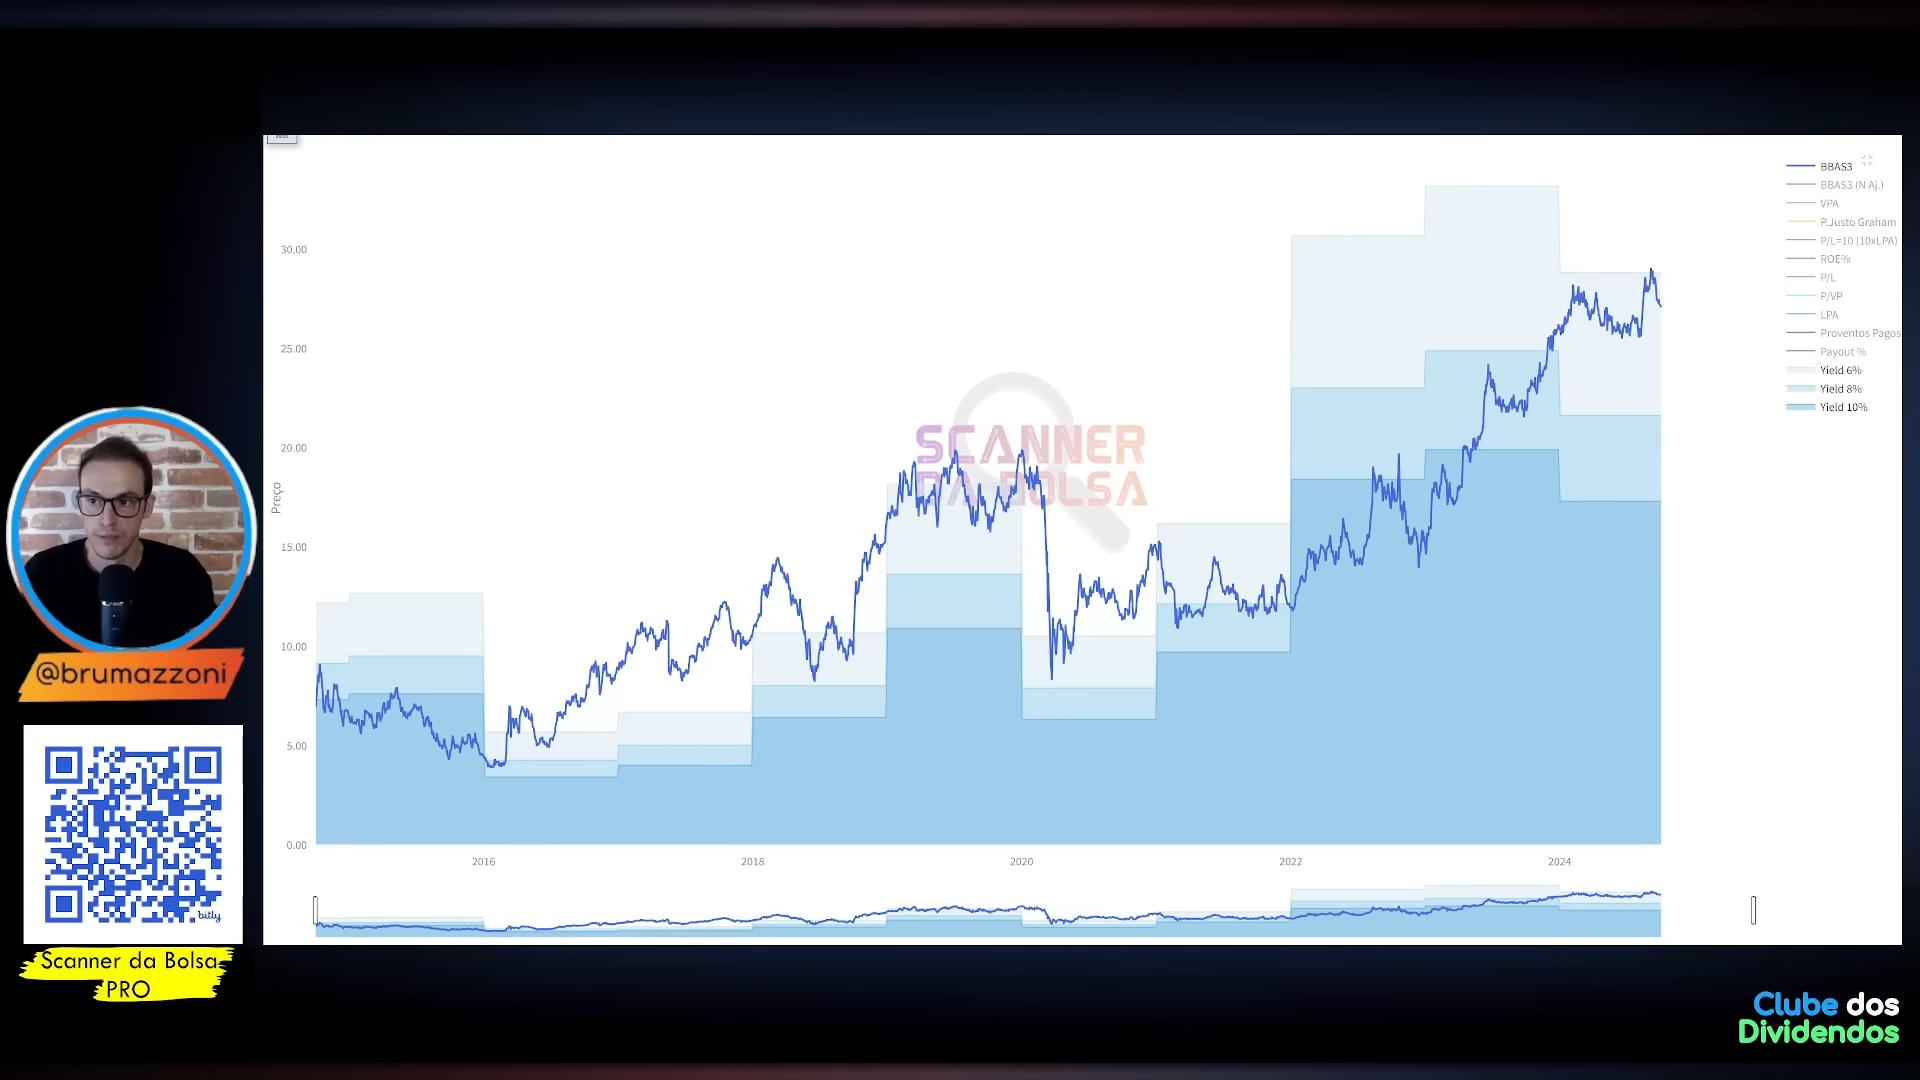 BBAS3
BBAS3 (N Aj.)
VPA
P.Justo Graham
P/L=10 (10xLPA)
ROE%
P/L
P/VP
LPA
Proventos Pagos
Payout %
Yield 6%
Yield 8%
Yield 10%
30.00
25.00
20.00
15.00
10.00
5.00
0.00
Preço
SCANNER
DA BOLSA
2016
2018
2020
2022
2024
@brumazzoni
bitly
Scanner da Bolsa
PRO
Clube dos
Dividendos